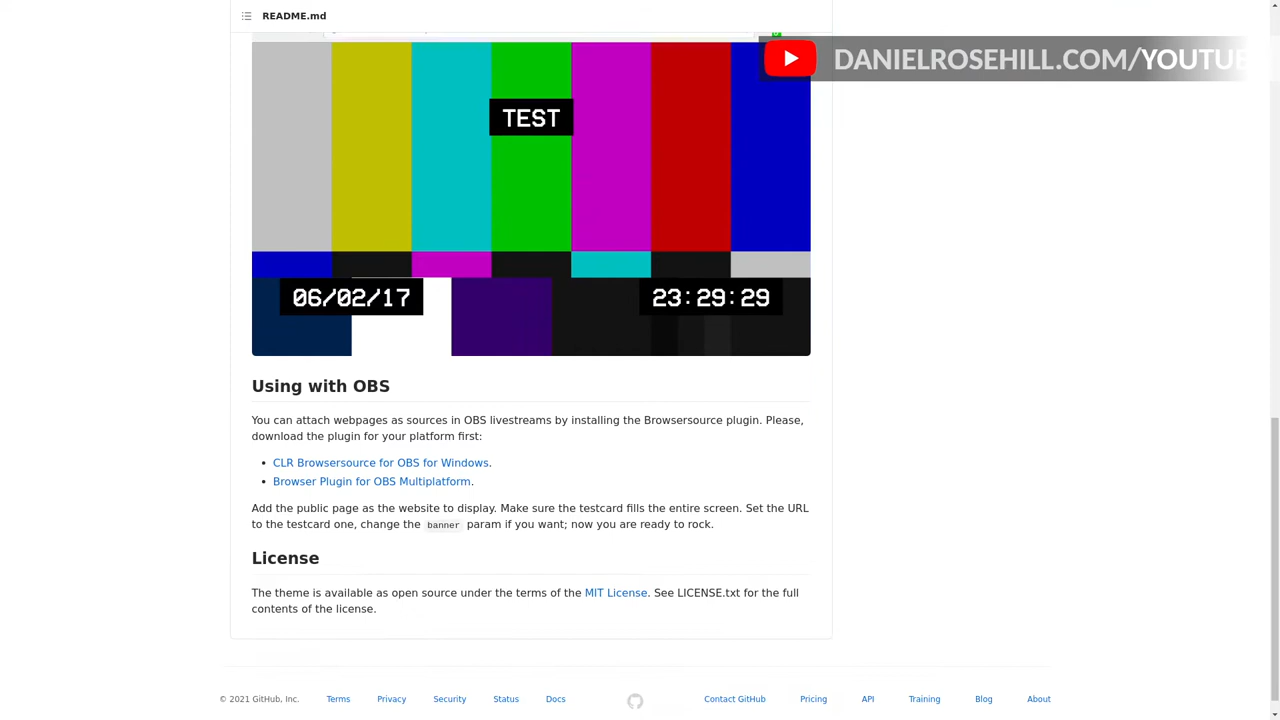 README.md
DANIELROSEHILL.COM/YOUTUBE
TEST
06/02/17
23:29:29
Using with OBS
You can attach webpages as sources in OBS livestreams by installing the Browsersource plugin. Please,
download the plugin for your platform first:
CLR Browsersource for OBS for Windows.
Browser Plugin for OBS Multiplatform.
Add the public page as the website to display. Make sure the testcard fills the entire screen. Set the URL
to the testcard one, change the banner param if you want; now you are ready to rock.
License
The theme is available as open source under the terms of the MIT License. See LICENSE.txt for the full
contents of the license.
© 2021 GitHub, Inc. Terms Privacy Security Status Docs Contact GitHub Pricing API Training Blog About